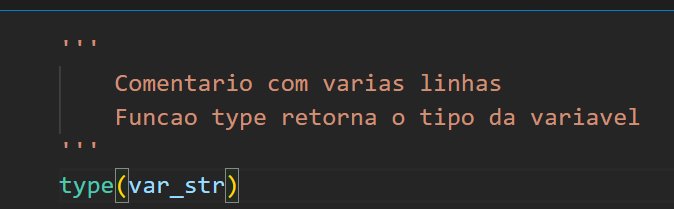 '''
Comentario com varias linhas
Funcao type retorna o tipo da variavel
'''
type(var_str)